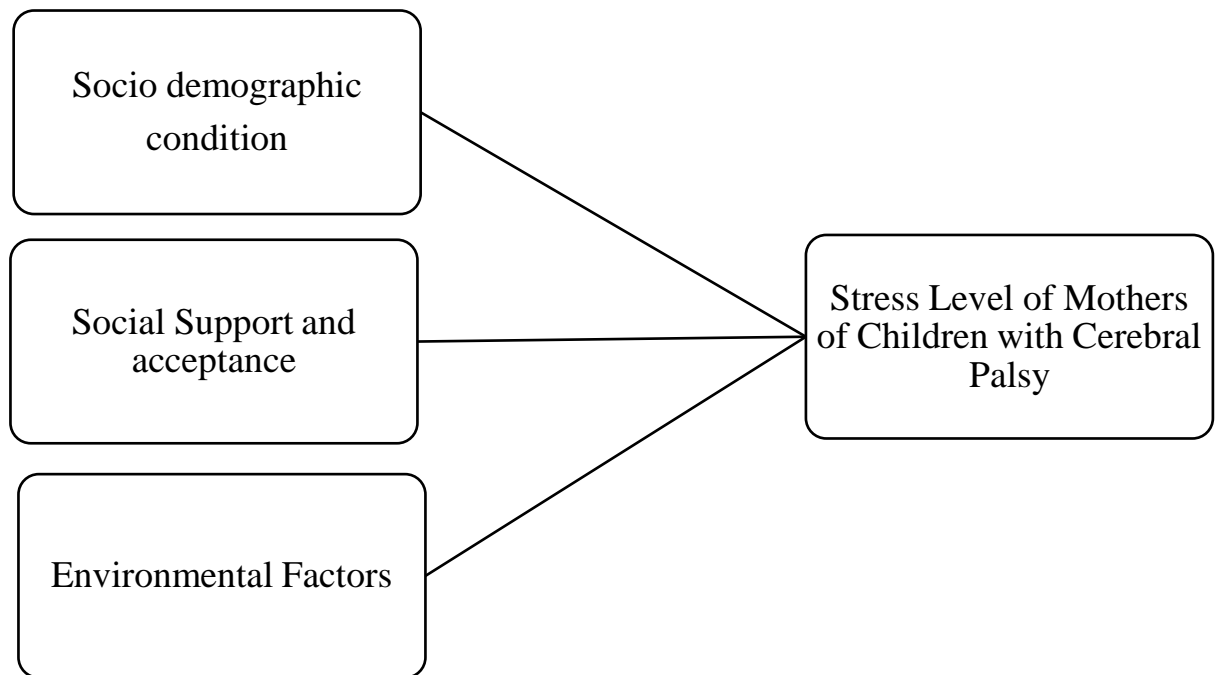 Socio demographic
condition
Social Support and
acceptance
Environmental Factors
Stress Level of Mothers
of Children with Cerebral
Palsy